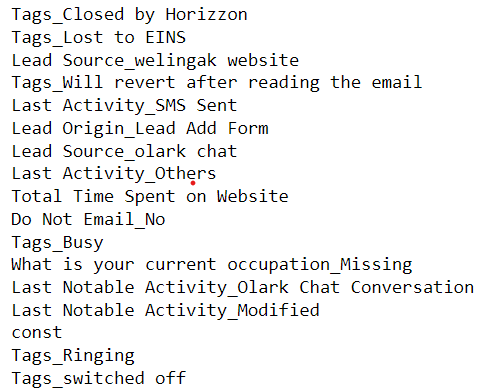 Tags_Closed by Horizzon
Tags_Lost to EINS
Lead Source_welingak website
Tags_Will revert after reading the email
Last Activity_SMS Sent
Lead Origin_Lead Add Form
Lead Source_olark chat
Last Activity_Others
Total Time Spent on Website
Do Not Email_No
Tags_Busy
What is your current occupation_Missing
Last Notable Activity_Olark Chat Conversation
Last Notable Activity_Modified
const
Tags_Ringing
Tags_switched off